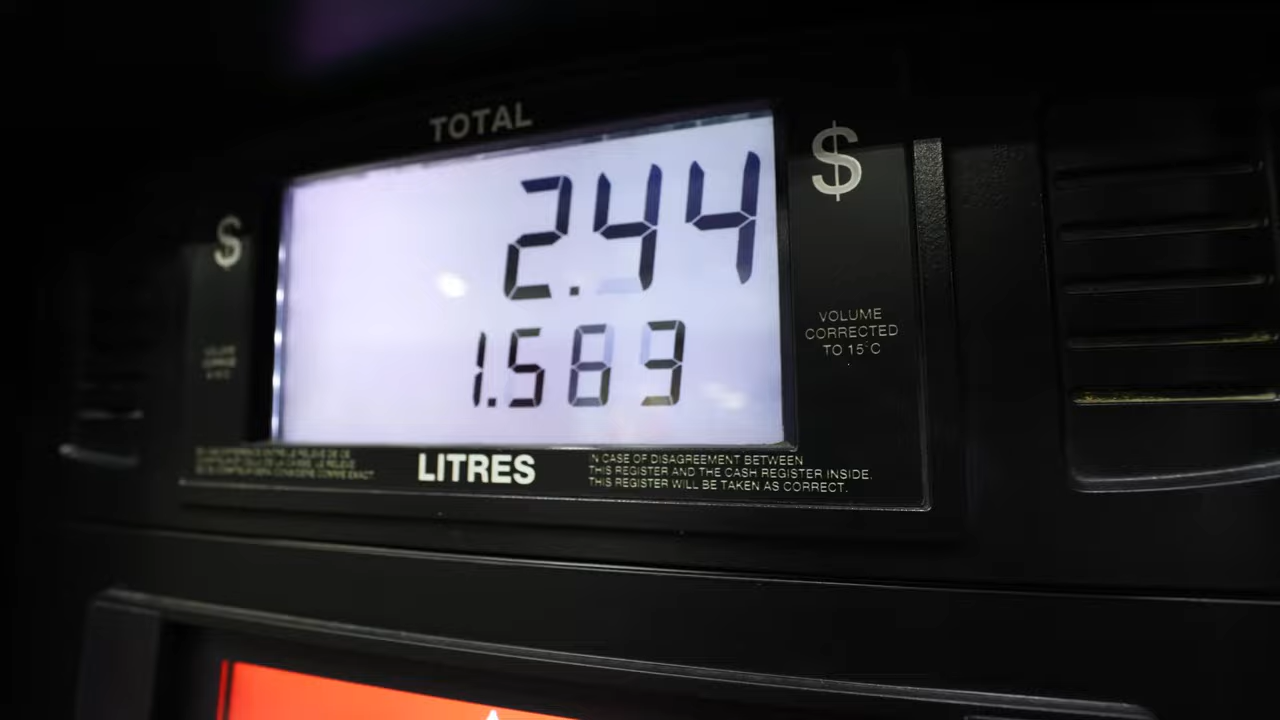 TOTAL
$ 2.44 $
1.583
VOLUME
CORRECTED
TO 15°C
LITRES
IN CASE OF DISAGREEMENT BETWEEN
THIS REGISTER AND THE CASH REGISTER INSIDE.
THIS REGISTER WILL BE TAKEN AS CORRECT.